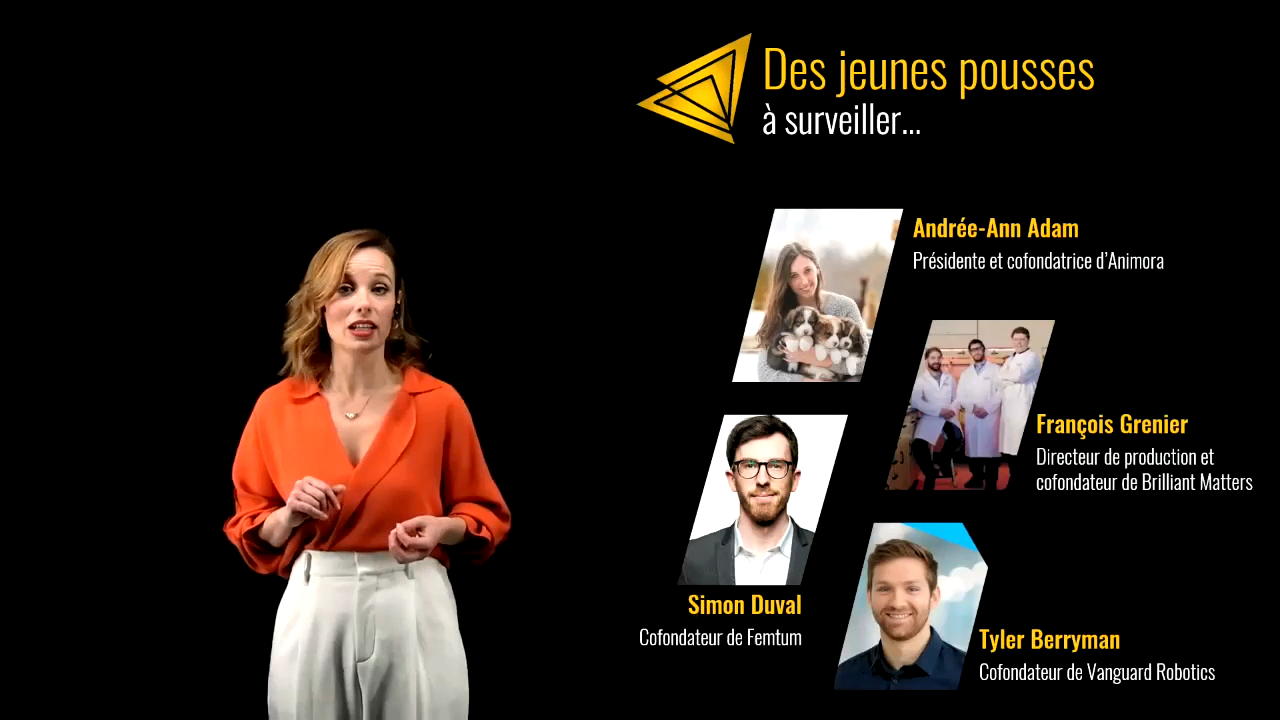 Des jeunes pousses
à surveiller...
Andrée-Ann Adam
Présidente et cofondatrice d'Animora
François Grenier
Directeur de production et
cofondateur de Brilliant Matters
Simon Duval
Cofondateur de Femtum
Tyler Berryman
Cofondateur de Vanguard Robotics